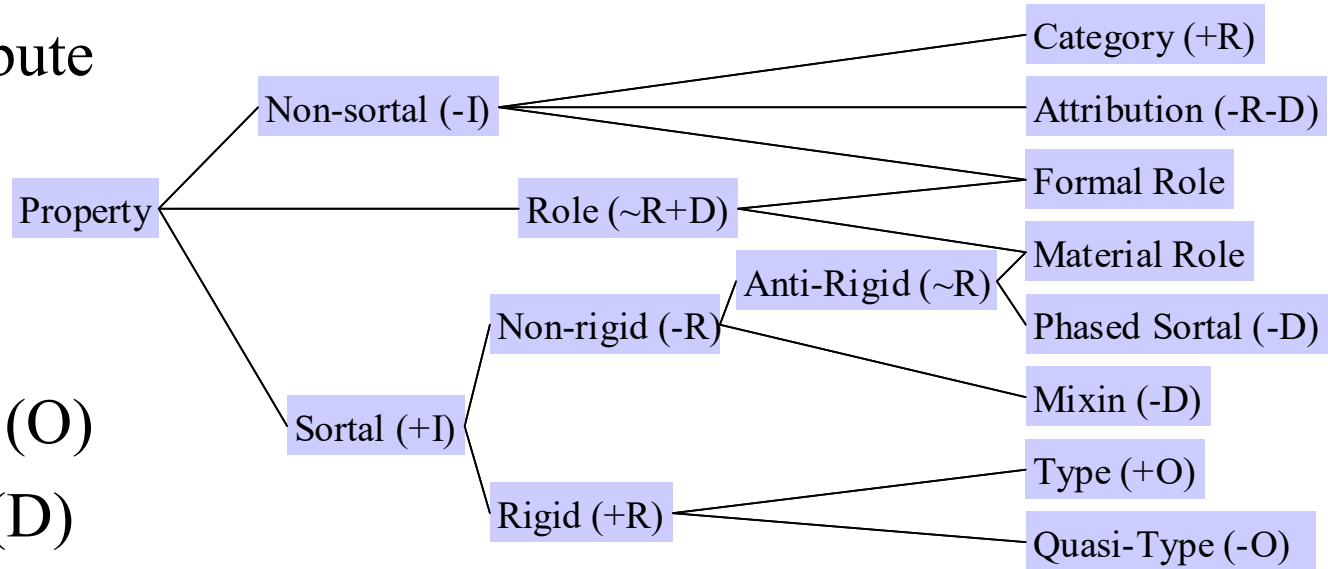 Category (+R)
Non-sortal (-I)
Attribution (-R-D)
Property
Role (~R+D)
Formal Role
Material Role
Anti-Rigid (~R)
Non-rigid (-R)
Phased Sortal (-D)
Mixin (-D)
(O)
Sortal (+I)
Type (+O)
(D)
Rigid (+R)
Quasi-Type (-O)